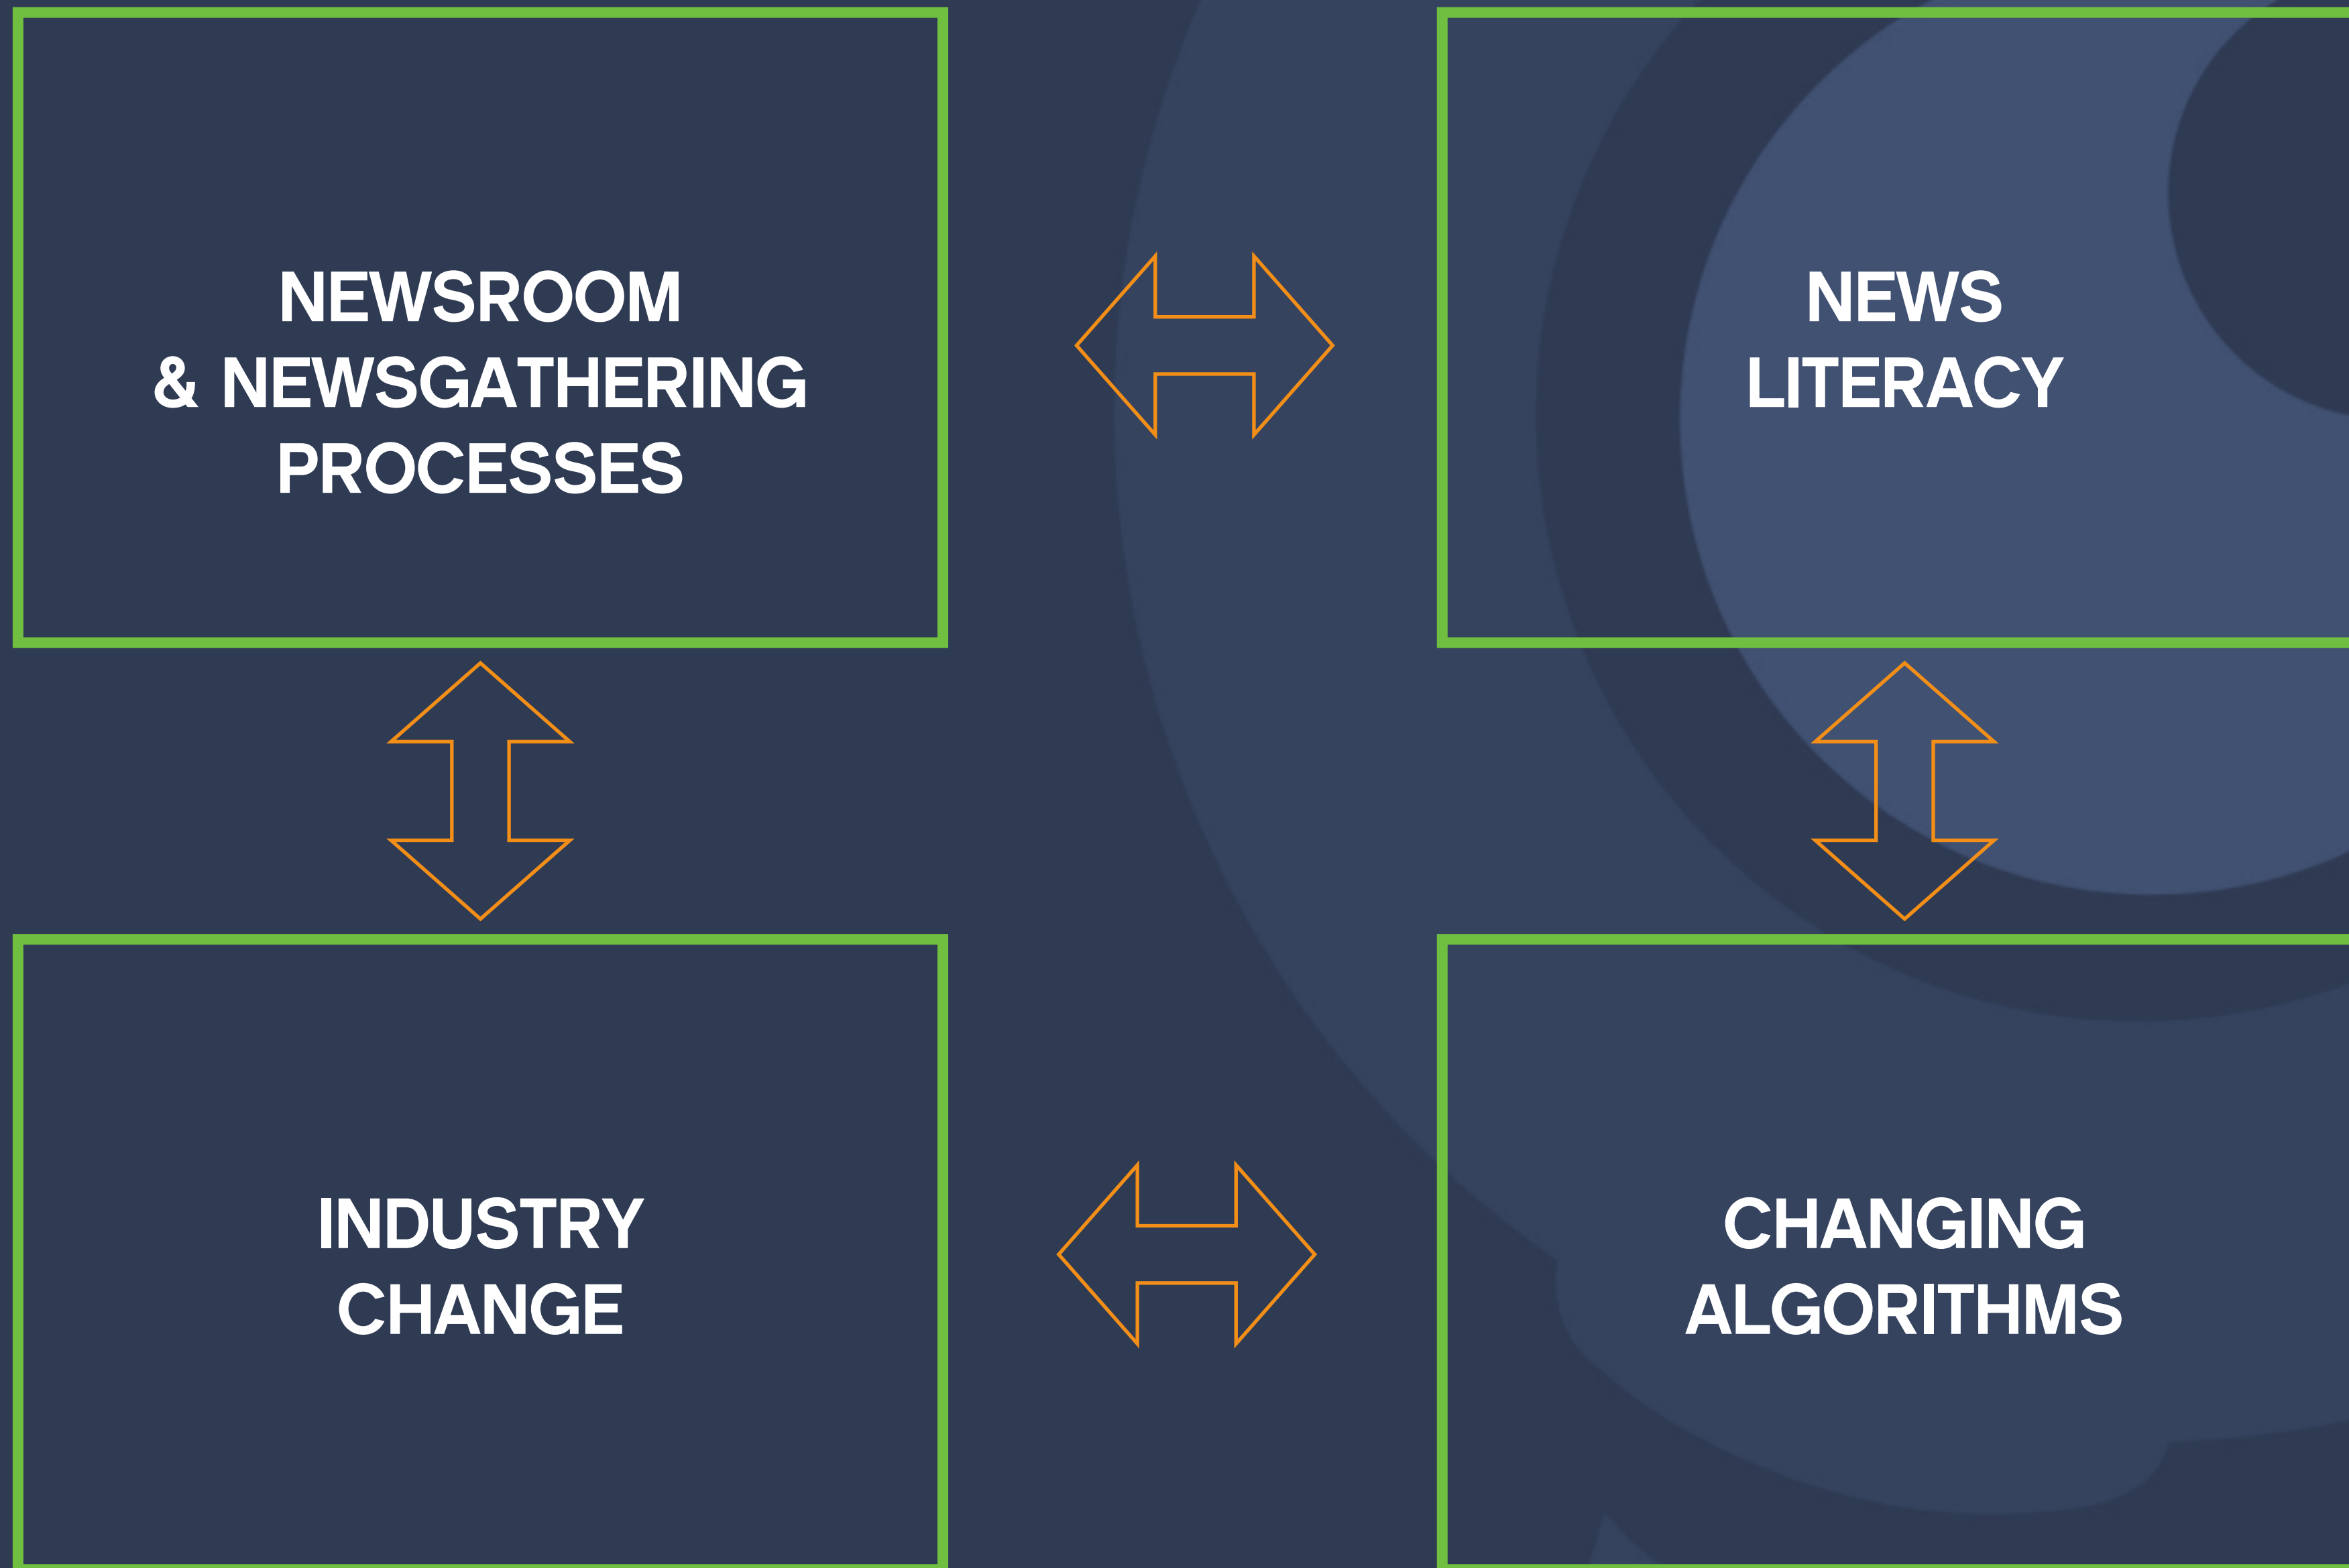 NEWSROOM
& NEWSGATHERING
PROCESSES
NEWS
LITERACY
INDUSTRY
CHANGE
CHANGING
ALGORITHMS